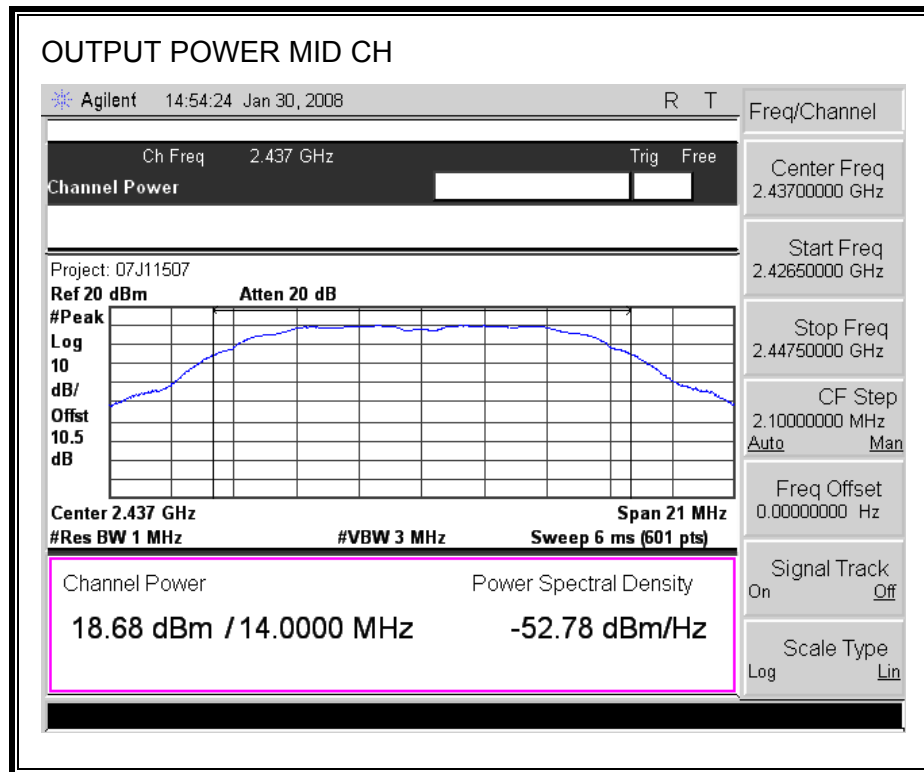 OUTPUT POWER MID CH
Agilent 14:54:24 Jan 30, 2008 R T
Freq/Channel
Ch Freq 2.437 GHz Trig Free
Channel Power
Center Freq
2.43700000 GHz
Start Freq
2.42650000 GHz
Stop Freq
2.44750000 GHz
CF Step
2.10000000 MHz
Auto Man
Freq Offset
0.00000000 Hz
Signal Track
On Off
Scale Type
Log Lin
Project: 07J11507
Ref 20 dBm Atten 20 dB
#Peak
Log
10
dB/
Offst
10.5
dB
Center 2.437 GHz Span 21 MHz
#Res BW 1 MHz #VBW 3 MHz Sweep 6 ms (601 pts)
Channel Power Power Spectral Density
18.68 dBm / 14.0000 MHz -52.78 dBm/Hz